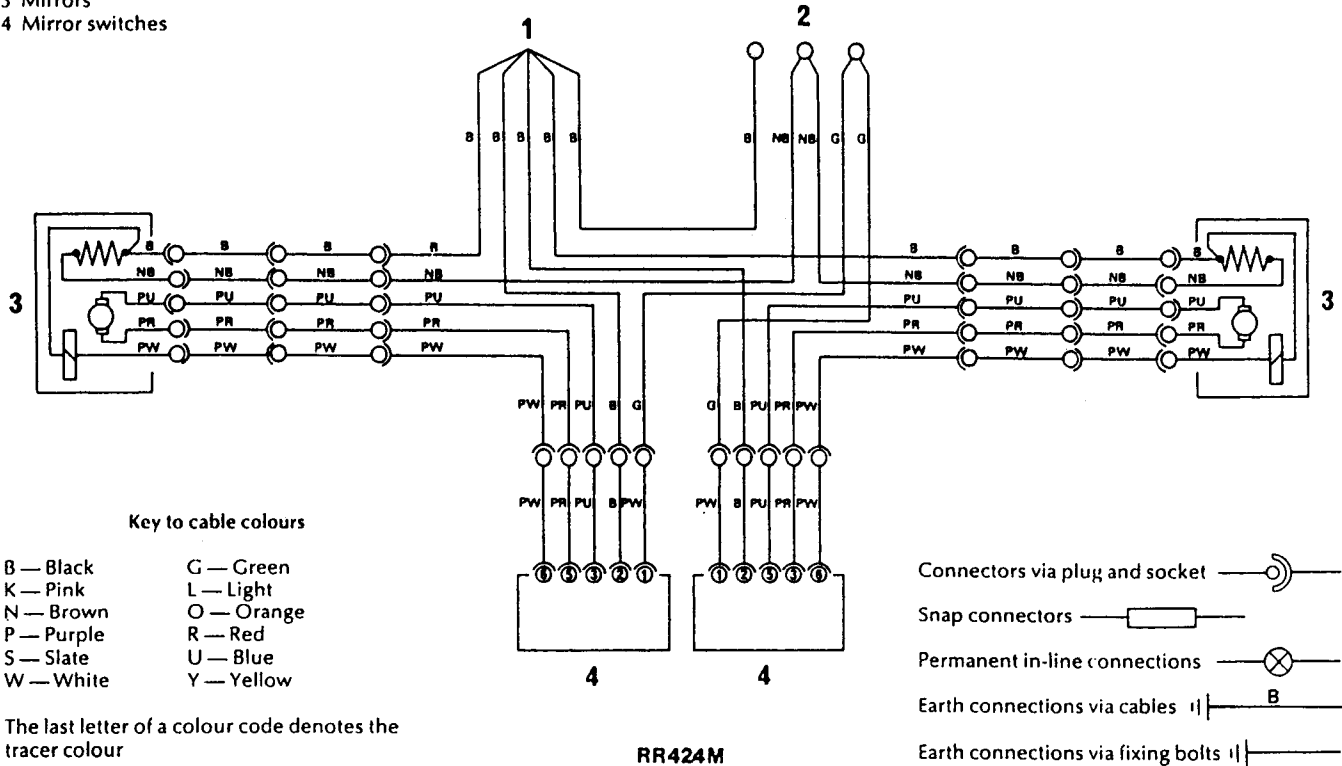 3 Mirrors
4 Mirror switches
1
2
B B B B B
B NB NB G G
B B B R
NB NB NB NB
PU PU PU PU
PR PR PR PR
PW PW PW PW
3
B B B B
NB NB NB NB
PU PU PU PU
PR PR PR PR
PW PW PW PW
3
PW PR PU B G
G B PU PR PW
PW PR PU B PW
PW B PU PR PW
6 5 3 2 1
1 2 5 3 6
4
4
Key to cable colours
B — Black
K — Pink
N — Brown
P — Purple
S — Slate
W — White
G — Green
L — Light
O — Orange
R — Red
U — Blue
Y — Yellow
The last letter of a colour code denotes the
tracer colour
RR424M
Connectors via plug and socket
Snap connectors
Permanent in-line connections
Earth connections via cables
B
Earth connections via fixing bolts